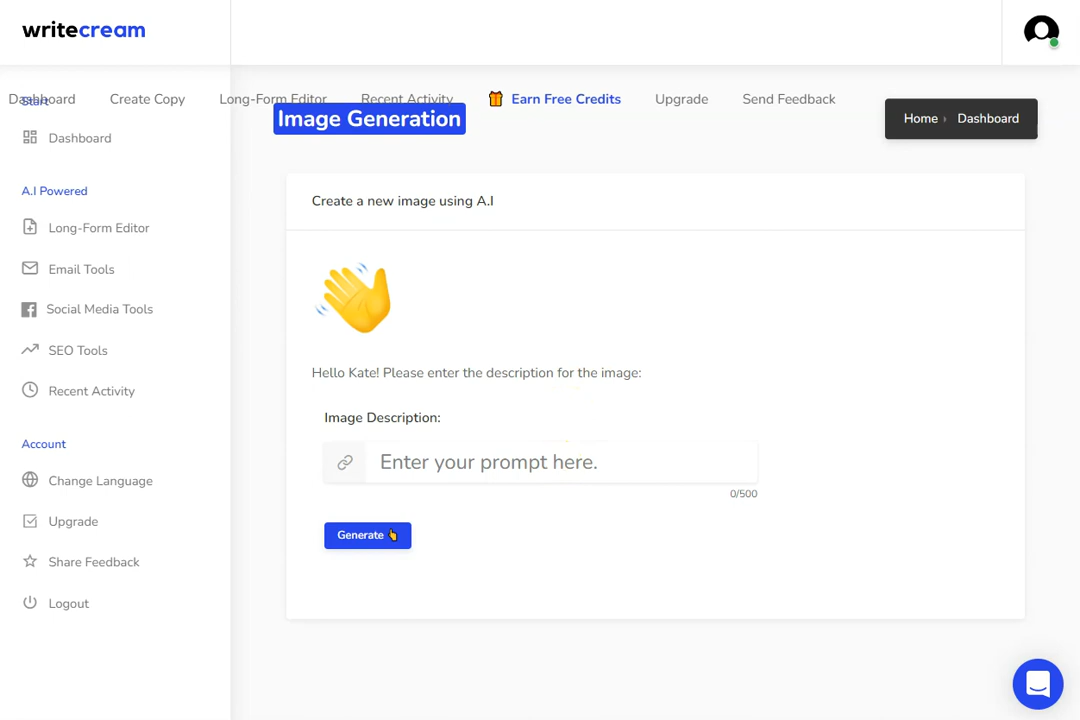 writecream
Dashboard
Create Copy
Long-Form Editor
Recent Activity
Earn Free Credits
Upgrade
Send Feedback
Start
Dashboard
A.I Powered
Long-Form Editor
Email Tools
Social Media Tools
SEO Tools
Recent Activity
Account
Change Language
Upgrade
Share Feedback
Logout
Image Generation
Home › Dashboard
Create a new image using A.I
Hello Kate! Please enter the description for the image:
Image Description:
Enter your prompt here.
0/500
Generate